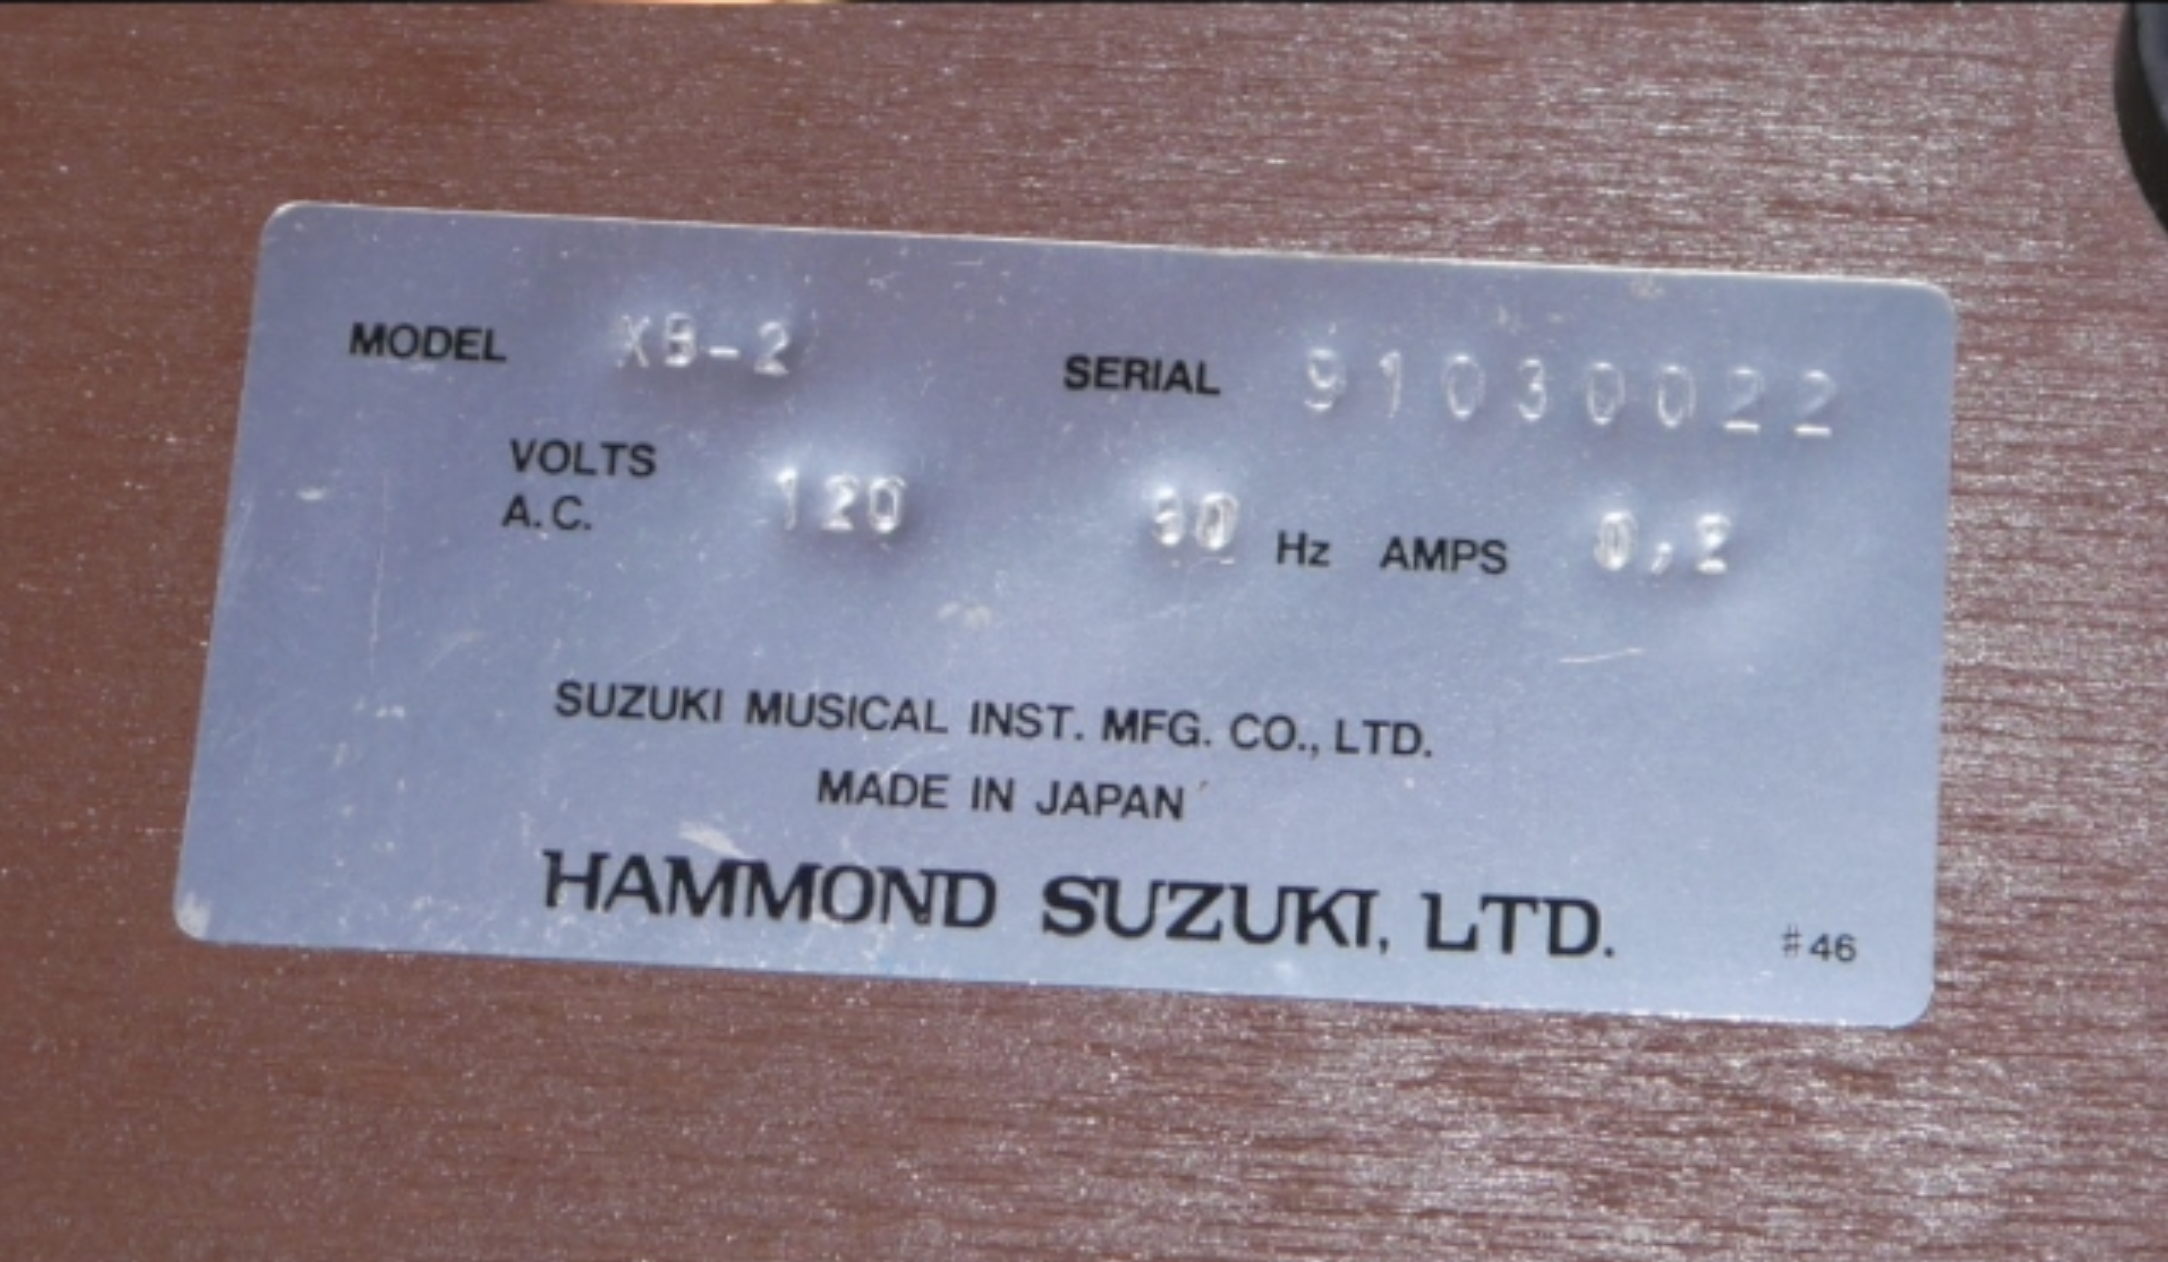 MODEL XB-2 SERIAL 91030022
VOLTS
A.C. 120 Hz AMPS 0,2
SUZUKI MUSICAL INST. MFG. CO., LTD.
MADE IN JAPAN
HAMMOND SUZUKI, LTD. #46